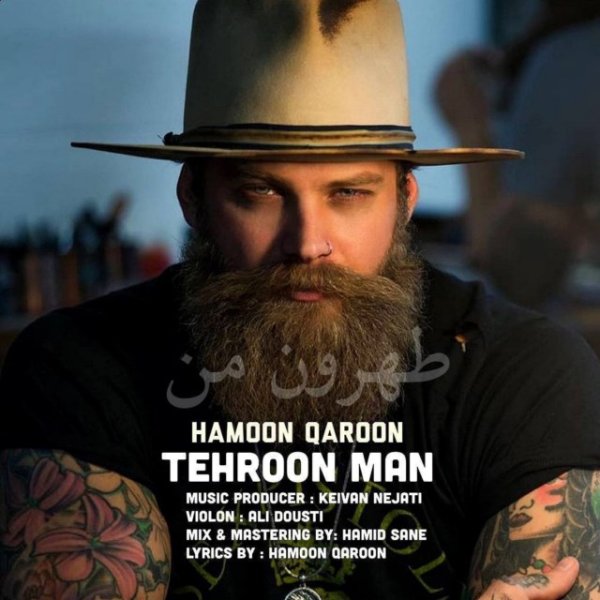 طهرون من
HAMOON QAROON
TEHROON MAN
MUSIC PRODUCER : KEIVAN NEJATI
VIOLON : ALI DOUSTI
MIX & MASTERING BY: HAMID SANE
LYRICS BY : HAMOON QAROON